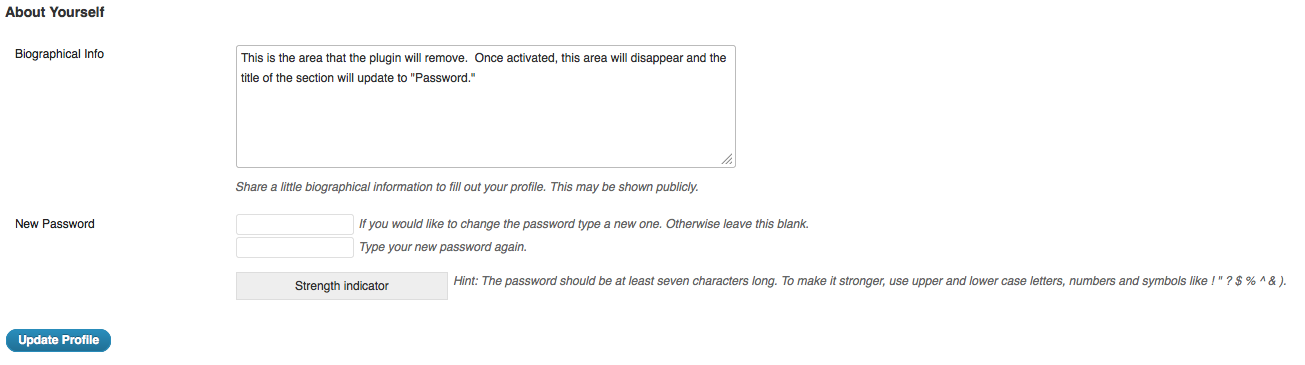 About Yourself
Biographical Info
This is the area that the plugin will remove.  Once activated, this area will disappear and the
title of the section will update to "Password."
Share a little biographical information to fill out your profile. This may be shown publicly.
New Password
If you would like to change the password type a new one. Otherwise leave this blank.
Type your new password again.
Strength indicator
Hint: The password should be at least seven characters long. To make it stronger, use upper and lower case letters, numbers and symbols like ! " ? $ % ^ & ).
Update Profile